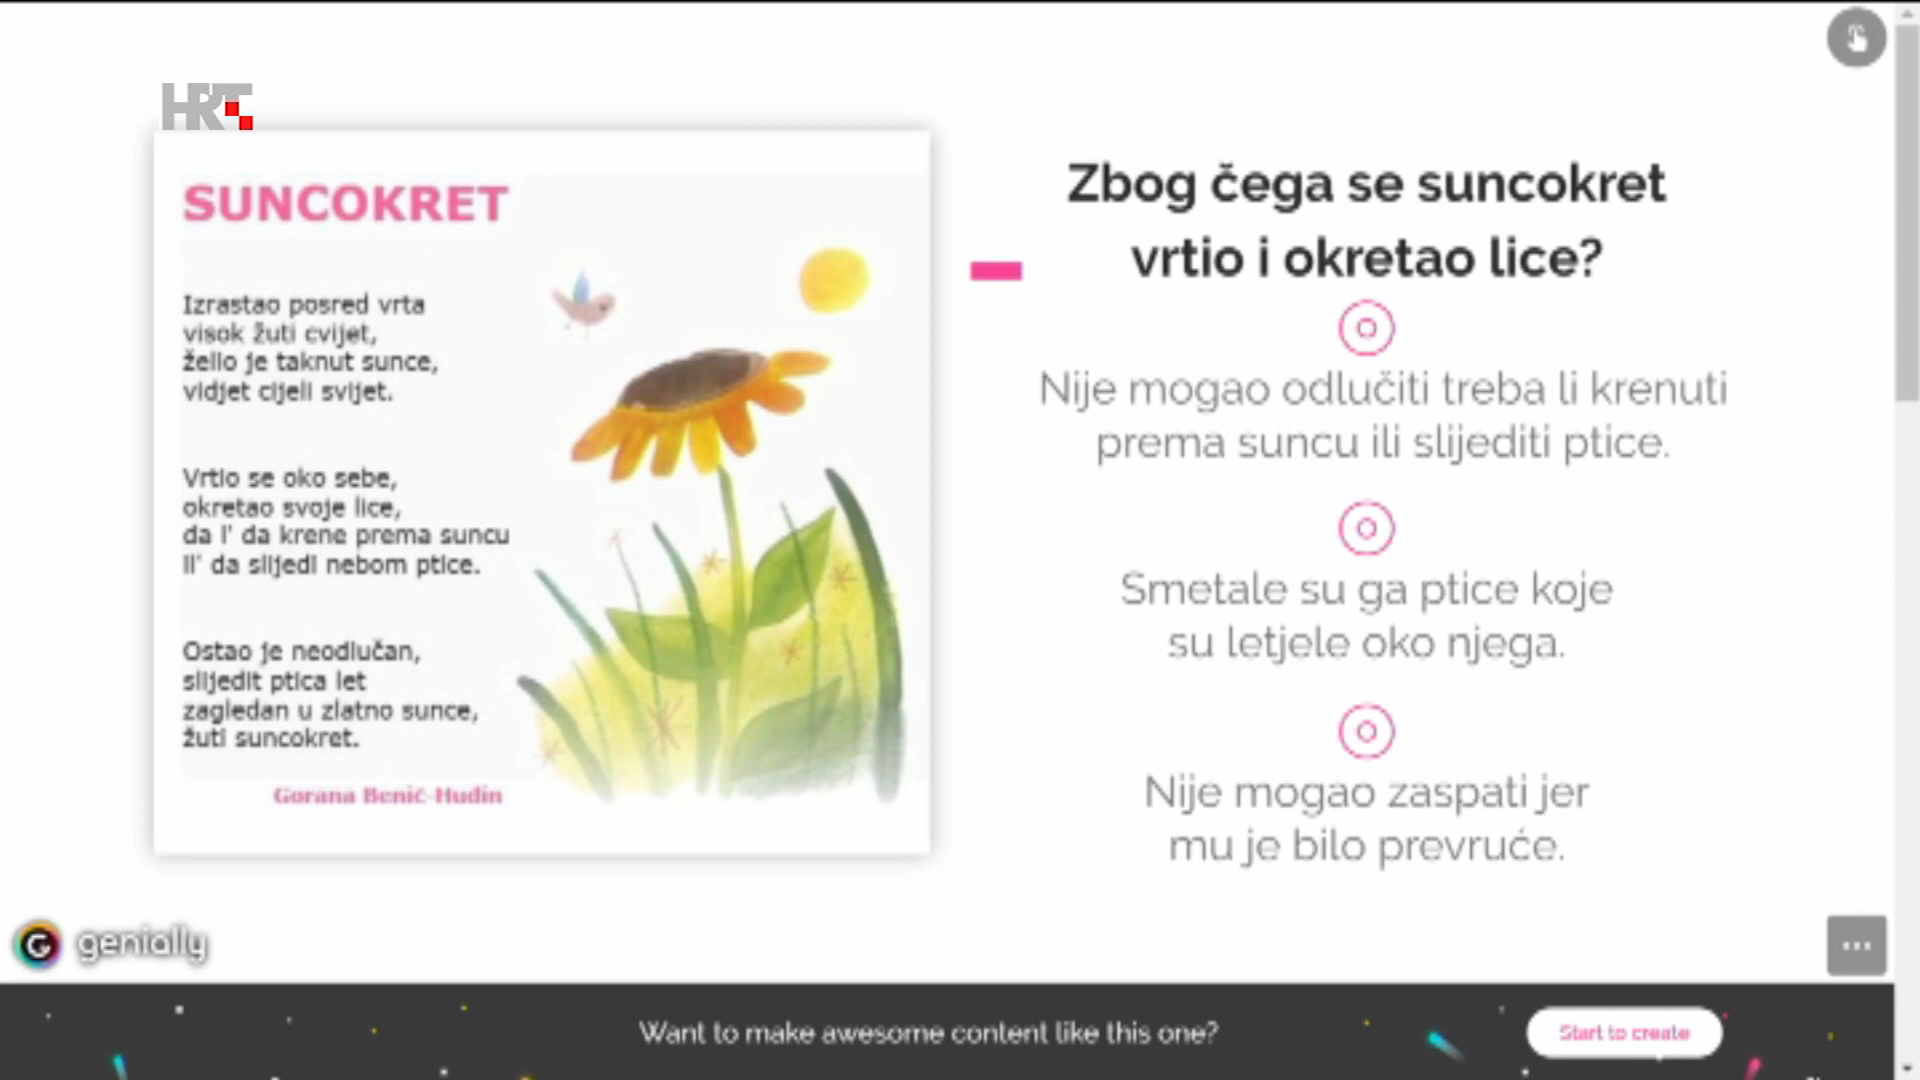 HRT
SUNCOKRET
Izrastao posred vrta
visok žuti cvijet,
želio je taknut sunce,
vidjet cijeli svijet.
Vrtio se oko sebe,
okretao svoje lice,
da l' da krene prema suncu
il' da slijedi nebom ptice.
Ostao je neodlučan,
slijedit ptica let
zagledan u zlatno sunce,
žuti suncokret.
Gorana Benić-Hudin
Zbog čega se suncokret
vrtio i okretao lice?
Nije mogao odlučiti treba li krenuti
prema suncu ili slijediti ptice.
Smetale su ga ptice koje
su letjele oko njega.
Nije mogao zaspati jer
mu je bilo prevruće.
genially
Want to make awesome content like this one?
Start to create